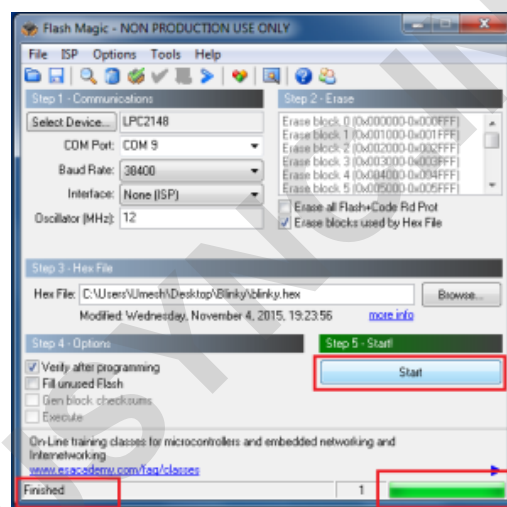 Flash Magic - NON PRODUCTION USE ONLY
File ISP Options Tools Help
Step 1 - Communications
Step 2 - Erase
Select Device... LPC2148
COM Port: COM 9
Baud Rate: 38400
Interface: None (ISP)
Oscillator (MHz): 12
Erase block 0 (0x000000-0x000FFF)
Erase block 1 (0x001000-0x001FFF)
Erase block 2 (0x002000-0x002FFF)
Erase block 3 (0x003000-0x003FFF)
Erase block 4 (0x004000-0x004FFF)
Erase block 5 (0x005000-0x005FFF)
Erase all Flash+Code Rd Prot
Erase blocks used by Hex File
Step 3 - Hex File
Hex File: C:\Users\Umesh\Desktop\Blinky\blinky.hex Browse...
Modified: Wednesday, November 4, 2015, 19:23:56 more info
Step 4 - Options
Step 5 - Start!
Verify after programming
Fill unused Flash
Gen block checksums
Execute
Start
On-Line training classes for microcontrollers and embedded networking and
Internetworking
www.esacademy.com/faq/classes
Finished 1